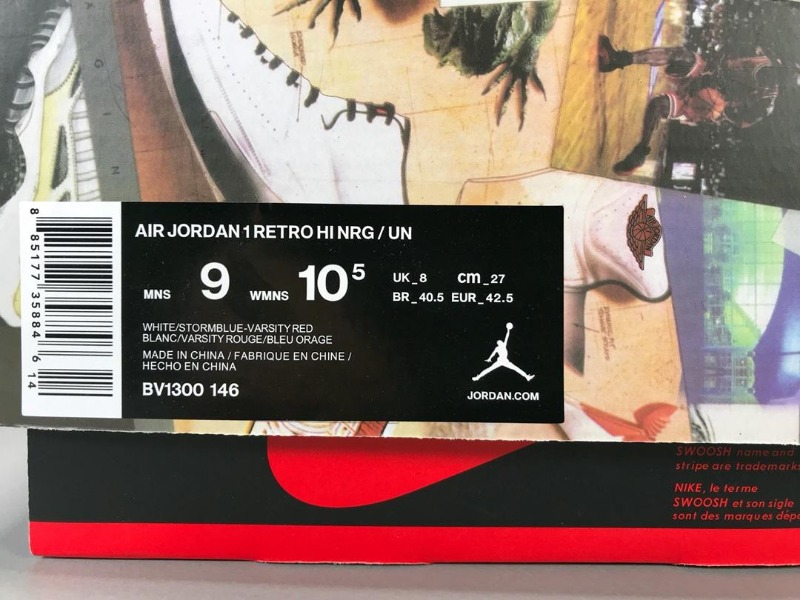 AIR JORDAN 1 RETRO HI NRG / UN
MNS 9 WMNS 10 5 UK_8 cm_27
BR_40.5 EUR_42.5
WHITE/STORMBLUE-VARSITY RED
BLANC/VARSITY ROUGE/BLEU ORAGE
MADE IN CHINA / FABRIQUE EN CHINE /
HECHO EN CHINA
BV1300 146
JORDAN.COM
8 85177 35884 6 14
SWOOSH name and
stripe are trademarks
NIKE, le terme
SWOOSH et son sigle
sont des marques dépo